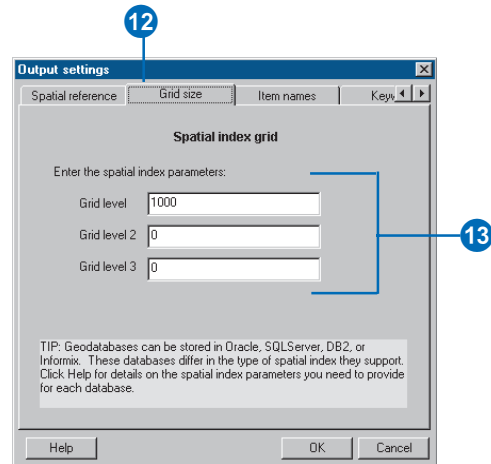 12
Output settings
Spatial reference Grid size Item names
Spatial index grid
Enter the spatial index parameters:
Grid level 1000
13
Grid level 2 0
Grid level 3 0
TIP: Geodatabases can be stored in Oracle, SQLServer, DB2, or
Informix. These databases differ in the type of spatial index they support.
Click Help for details on the spatial index parameters you need to provide
for each database.
Help OK Cancel